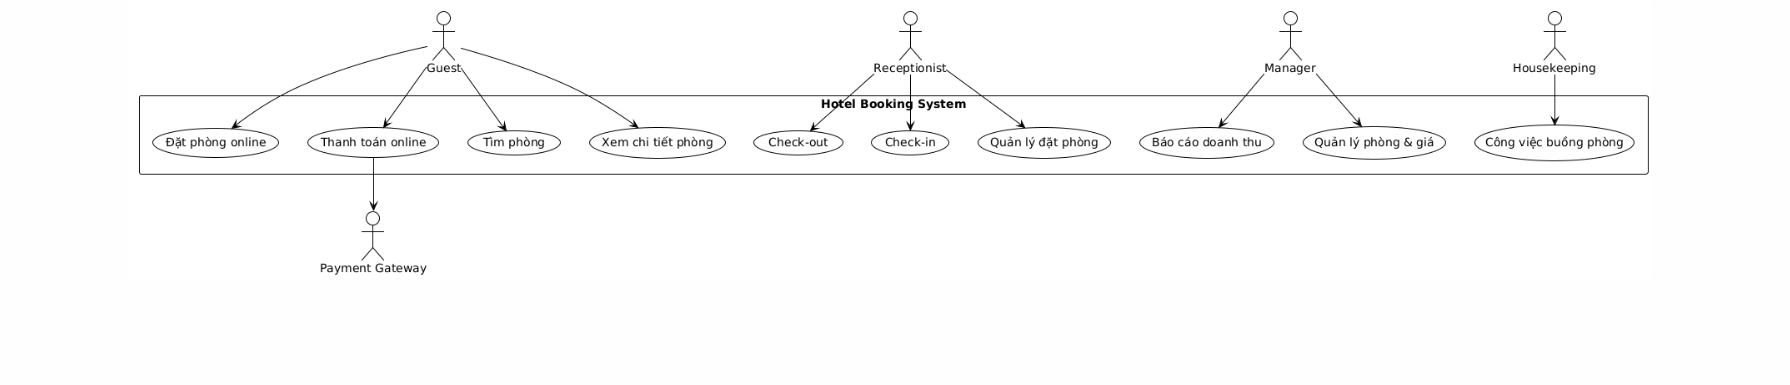 Guest
Receptionist
Manager
Housekeeping
Hotel Booking System
Đặt phòng online
Thanh toán online
Tìm phòng
Xem chi tiết phòng
Check-out
Check-in
Quản lý đặt phòng
Báo cáo doanh thu
Quản lý phòng & giá
Công việc buồng phòng
Payment Gateway